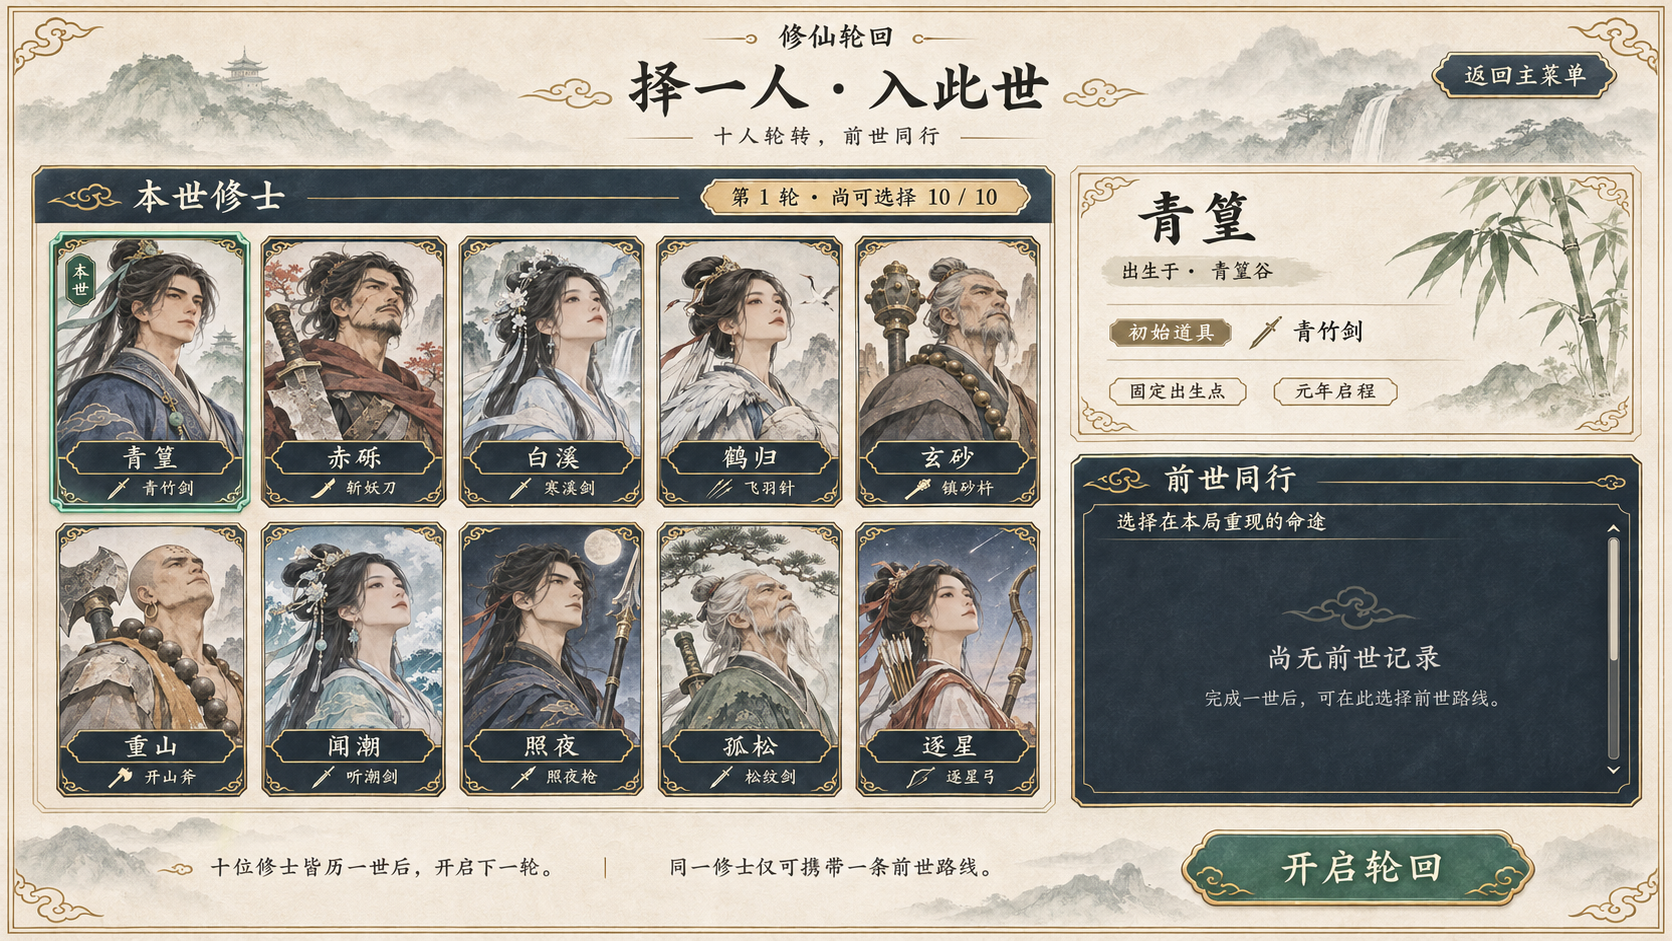 修仙轮回
择一人·入此世
十人轮转，前世同行
返回主菜单
本世修士
第 1 轮 · 尚可选择 10 / 10
本世
青篁
青竹剑
赤砾
斩妖刀
白溪
寒溪剑
鹤归
飞羽针
玄砂
镇砂杵
重山
开山斧
闻潮
听潮剑
照夜
照夜枪
孤松
松纹剑
逐星
逐星弓
青篁
出生于· 青篁谷
初始道具 青竹剑
固定出生点 元年启程
前世同行
选择在本局重现的命途
尚无前世记录
完成一世后，可在此选择前世路线。
十位修士皆历一世后，开启下一轮。
同一修士仅可携带一条前世路线。
开启轮回